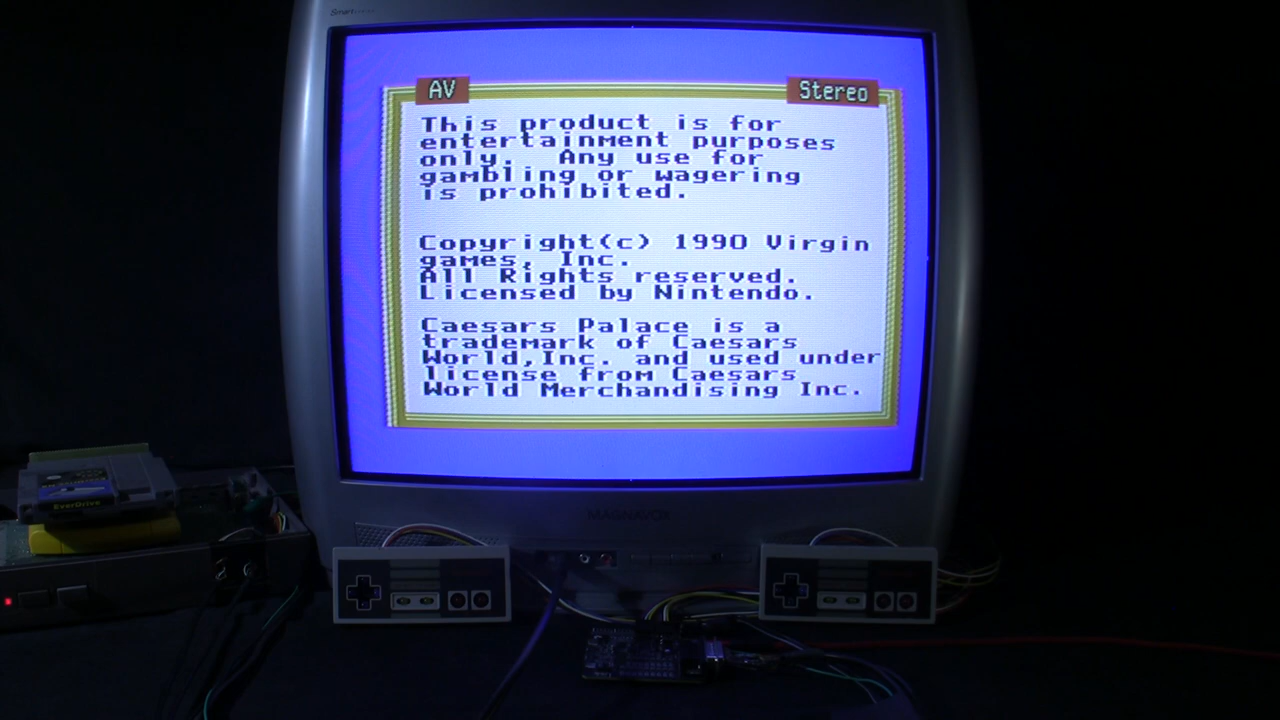 Smart
AV
Stereo
This product is for
entertainment purposes
only. Any use for
gambling or wagering
is prohibited.
Copyright(c) 1990 Virgin
games, Inc.
All Rights reserved.
Licensed by Nintendo.
Caesars Palace is a
trademark of Caesars
World,Inc. and used under
license from Caesars
World Merchandising Inc.
EverDrive
MAGNAVOX